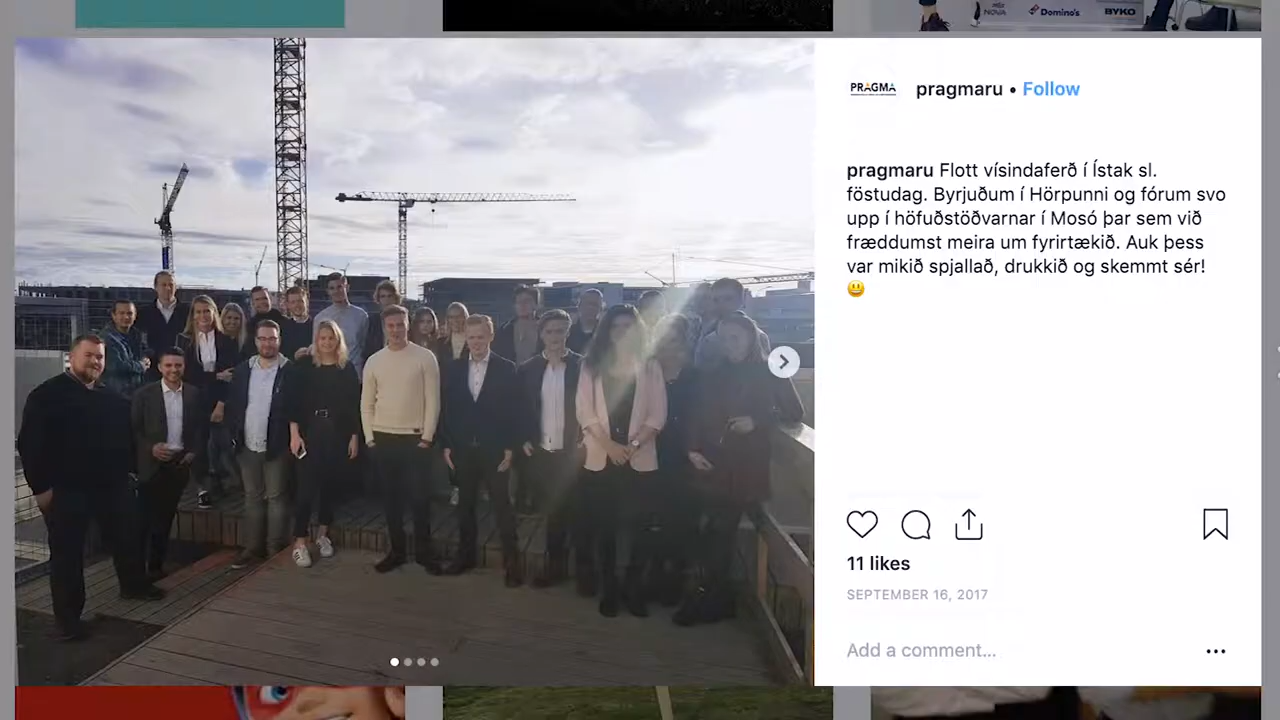 NOVA
Domino's
BYKO
PRAGMA
pragmaru • Follow
pragmaru Flott vísindaferð í Ístak sl.
föstudag. Byrjuðum í Hörpunni og fórum svo
upp í höfuðstöðvarnar í Mosó þar sem við
fræddumst meira um fyrirtækið. Auk þess
var mikið spjallað, drukkið og skemmt sér!
😃
11 likes
SEPTEMBER 16, 2017
Add a comment...